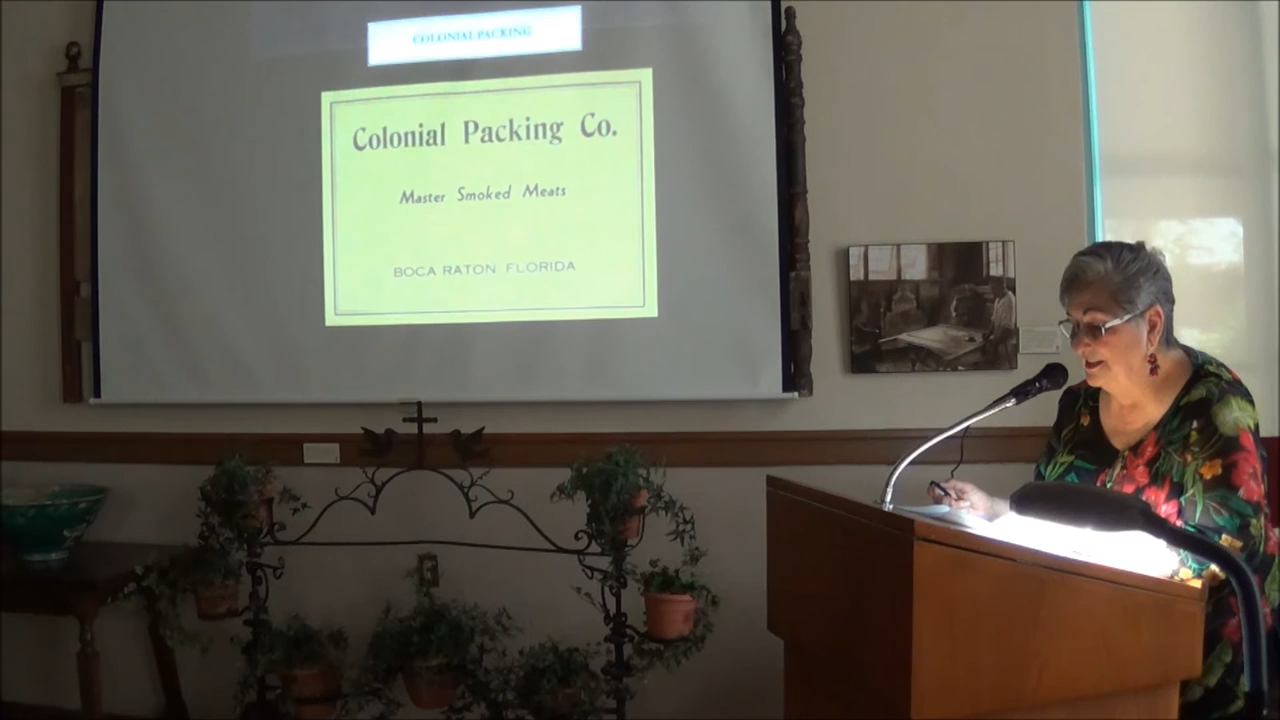 COLONIAL PACKING
Colonial Packing Co.
Master Smoked Meats
BOCA RATON FLORIDA